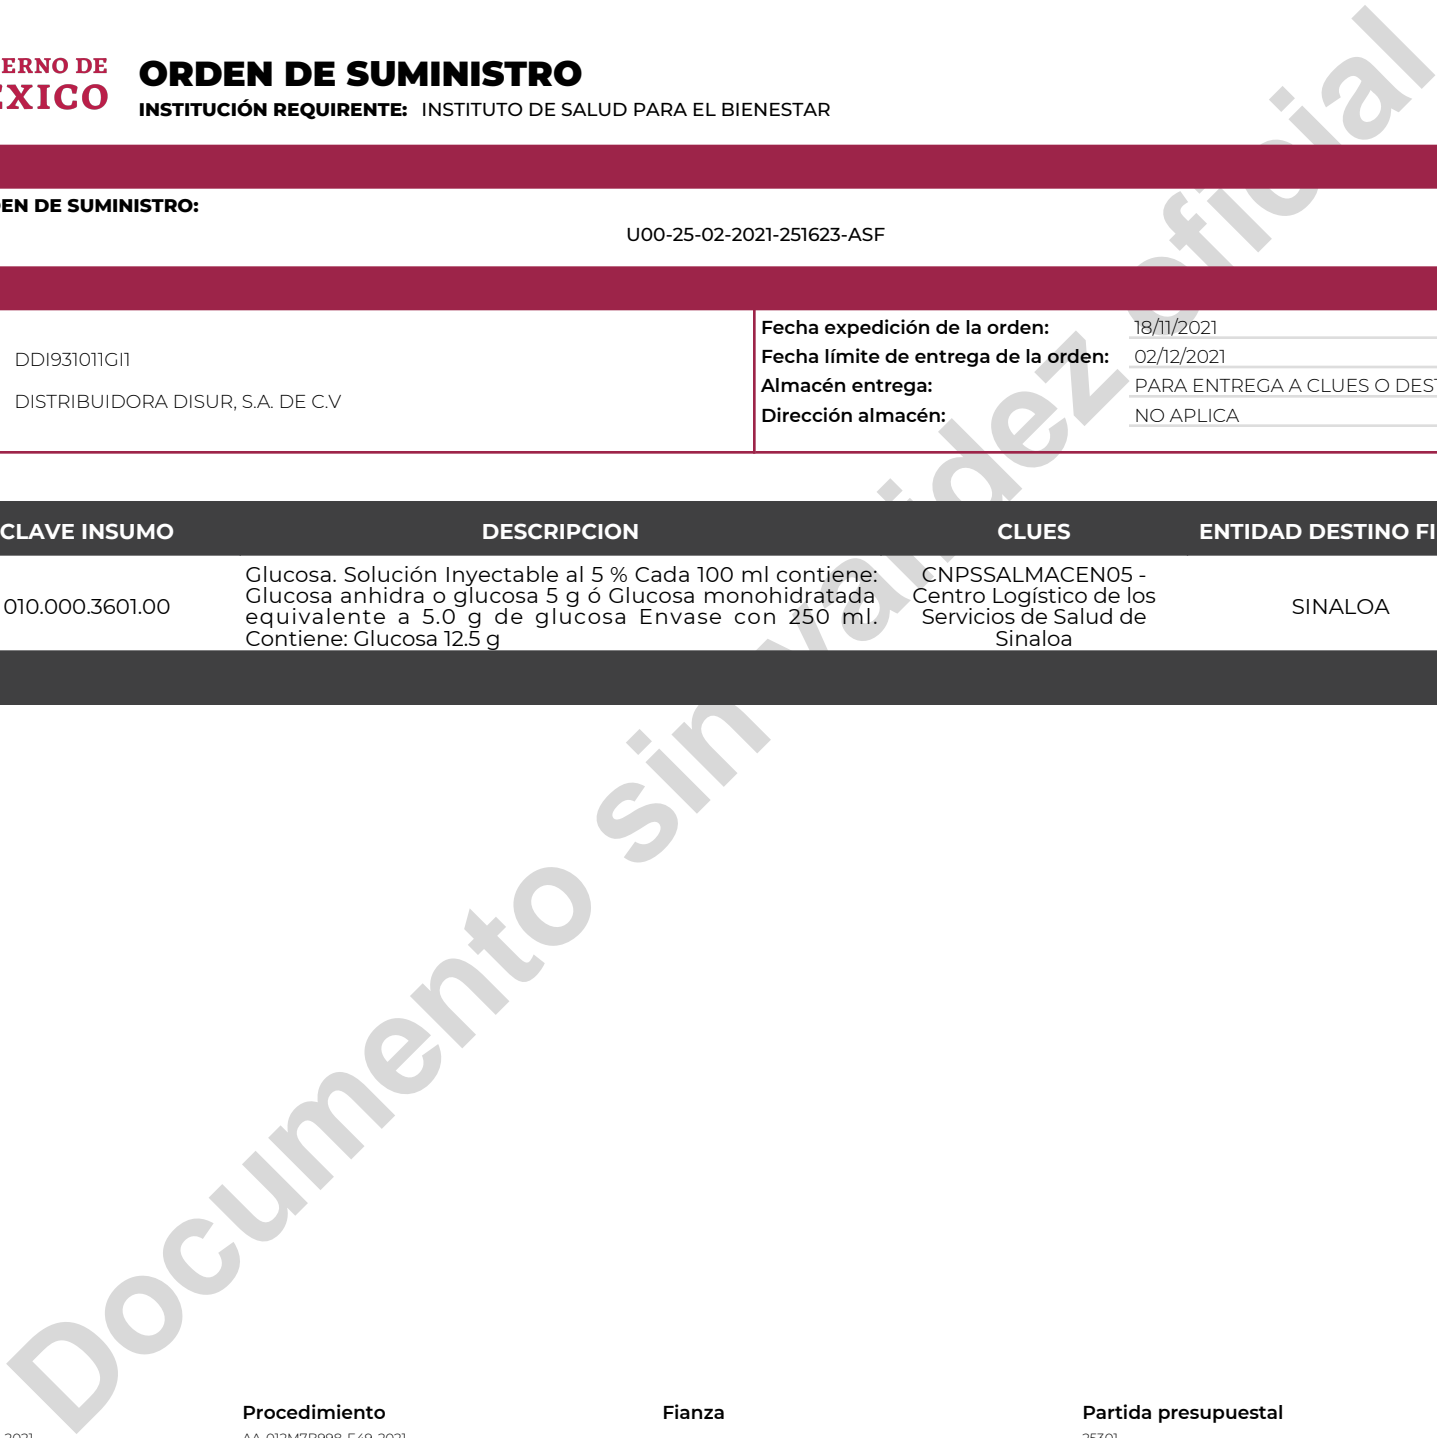 ERNO DE
ÉXICO
ORDEN DE SUMINISTRO
INSTITUCIÓN REQUIRENTE: INSTITUTO DE SALUD PARA EL BIENESTAR
EN DE SUMINISTRO:
U00-25-02-2021-251623-ASF
DDI931011GI1
DISTRIBUIDORA DISUR, S.A. DE C.V
Fecha expedición de la orden: 18/11/2021
Fecha límite de entrega de la orden: 02/12/2021
Almacén entrega: PARA ENTREGA A CLUES O DEST
Dirección almacén: NO APLICA
CLAVE INSUMO DESCRIPCION CLUES ENTIDAD DESTINO FI
010.000.3601.00
Glucosa. Solución Inyectable al 5 % Cada 100 ml contiene:
Glucosa anhidra o glucosa 5 g ó Glucosa monohidratada
equivalente a 5.0 g de glucosa Envase con 250 ml.
Contiene: Glucosa 12.5 g
CNPSSALMACEN05 -
Centro Logístico de los
Servicios de Salud de
Sinaloa
SINALOA
Documento sin validez oficial
Procedimiento Fianza Partida presupuestal